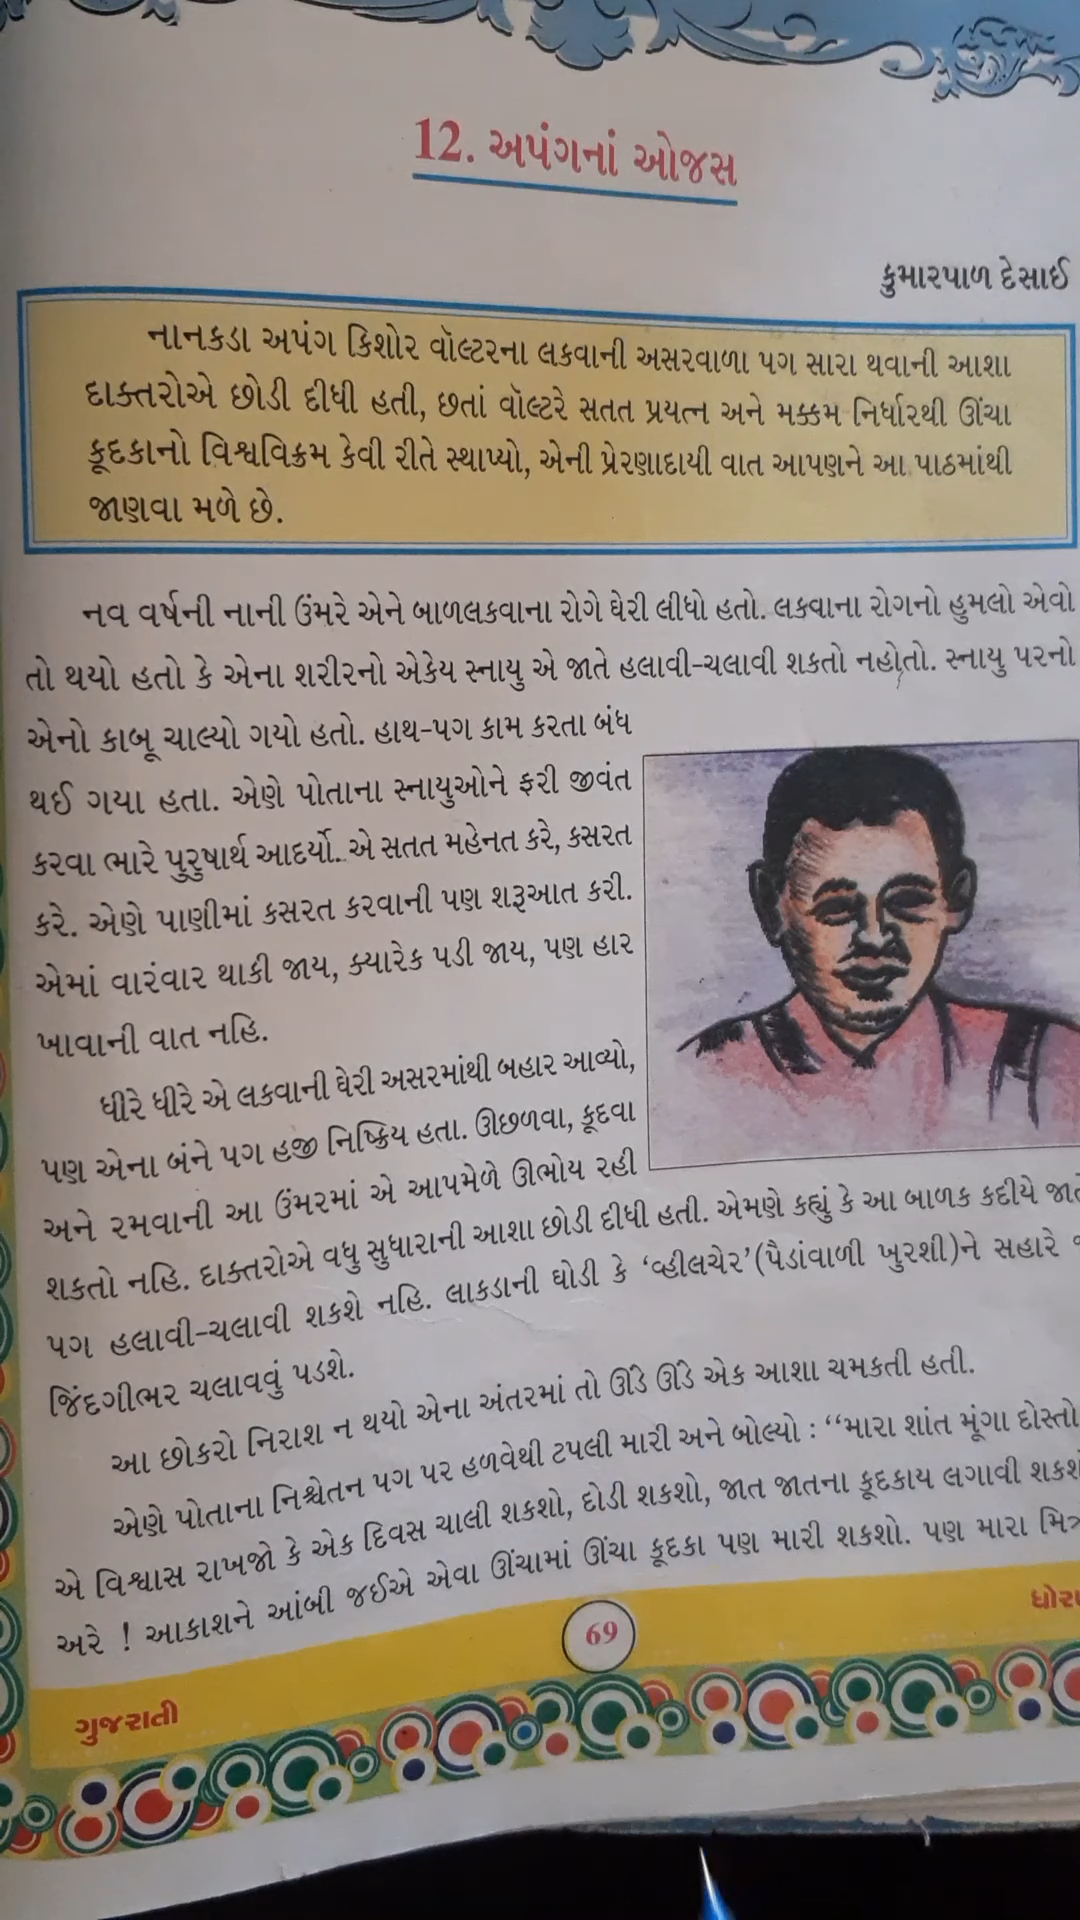 12. અપંગનાં ઓજસ
કુમારપાળ દેસાઈ
નાનકડા અપંગ કિશોર વૉલ્ટરના લકવાની અસરવાળા પગ સારા થવાની આશા
દાક્તરોએ છોડી દીધી હતી, છતાં વૉલ્ટરે સતત પ્રયત્ન અને મક્કમ નિર્ધારથી ઊંચા
કૂદકાનો વિશ્વવિક્રમ કેવી રીતે સ્થાપ્યો, એની પ્રેરણાદાયી વાત આપણને આ પાઠમાંથી
જાણવા મળે છે.
નવ વર્ષની નાની ઉંમરે એને બાળલકવાના રોગે ઘેરી લીધો હતો. લકવાના રોગનો હુમલો એવો
તો થયો હતો કે એના શરીરનો એકેય સ્નાયુ એ જાતે હલાવી-ચલાવી શકતો નહોતો. સ્નાયુ પરનો
એનો કાબૂ ચાલ્યો ગયો હતો. હાથ-પગ કામ કરતા બંધ
થઈ ગયા હતા. એણે પોતાના સ્નાયુઓને ફરી જીવંત
કરવા ભારે પુરુષાર્થ આદર્યો. એ સતત મહેનત કરે, કસરત
કરે. એણે પાણીમાં કસરત કરવાની પણ શરૂઆત કરી.
એમાં વારંવાર થાકી જાય, ક્યારેક પડી જાય, પણ હાર
ખાવાની વાત નહિ.
ધીરે ધીરે એ લકવાની ઘેરી અસરમાંથી બહાર આવ્યો,
પણ એના બંને પગ હજી નિષ્ક્રિય હતા. ઊછળવા, કૂદવા
અને રમવાની આ ઉંમરમાં એ આપમેળે ઊભોય રહી
શકતો નહિ. દાક્તરોએ વધુ સુધારાની આશા છોડી દીધી હતી. એમણે કહ્યું કે આ બાળક કદીયે
પગ હલાવી-ચલાવી શકશે નહિ. લાકડાની ઘોડી કે ‘વ્હીલચેર’(પૈડાંવાળી ખુરશી)ને સહારે
જિંદગીભર ચલાવવું પડશે.
આ છોકરો નિરાશ ન થયો એના અંતરમાં તો ઊંડે ઊંડે એક આશા ચમકતી હતી.
એણે પોતાના નિશ્ચેતન પગ પર હળવેથી ટપલી મારી અને બોલ્યો : “મારા શાંત મૂંગા દોસ્તો
એ વિશ્વાસ રાખજો કે એક દિવસ ચાલી શકશો, દોડી શકશો, જાત જાતના કૂદકાય લગાવી
અરે ! આકાશને આંબી જઈએ એવા ઊંચામાં ઊંચા કૂદકા પણ મારી શકશો. પણ મારા
69
ગુજરાતી